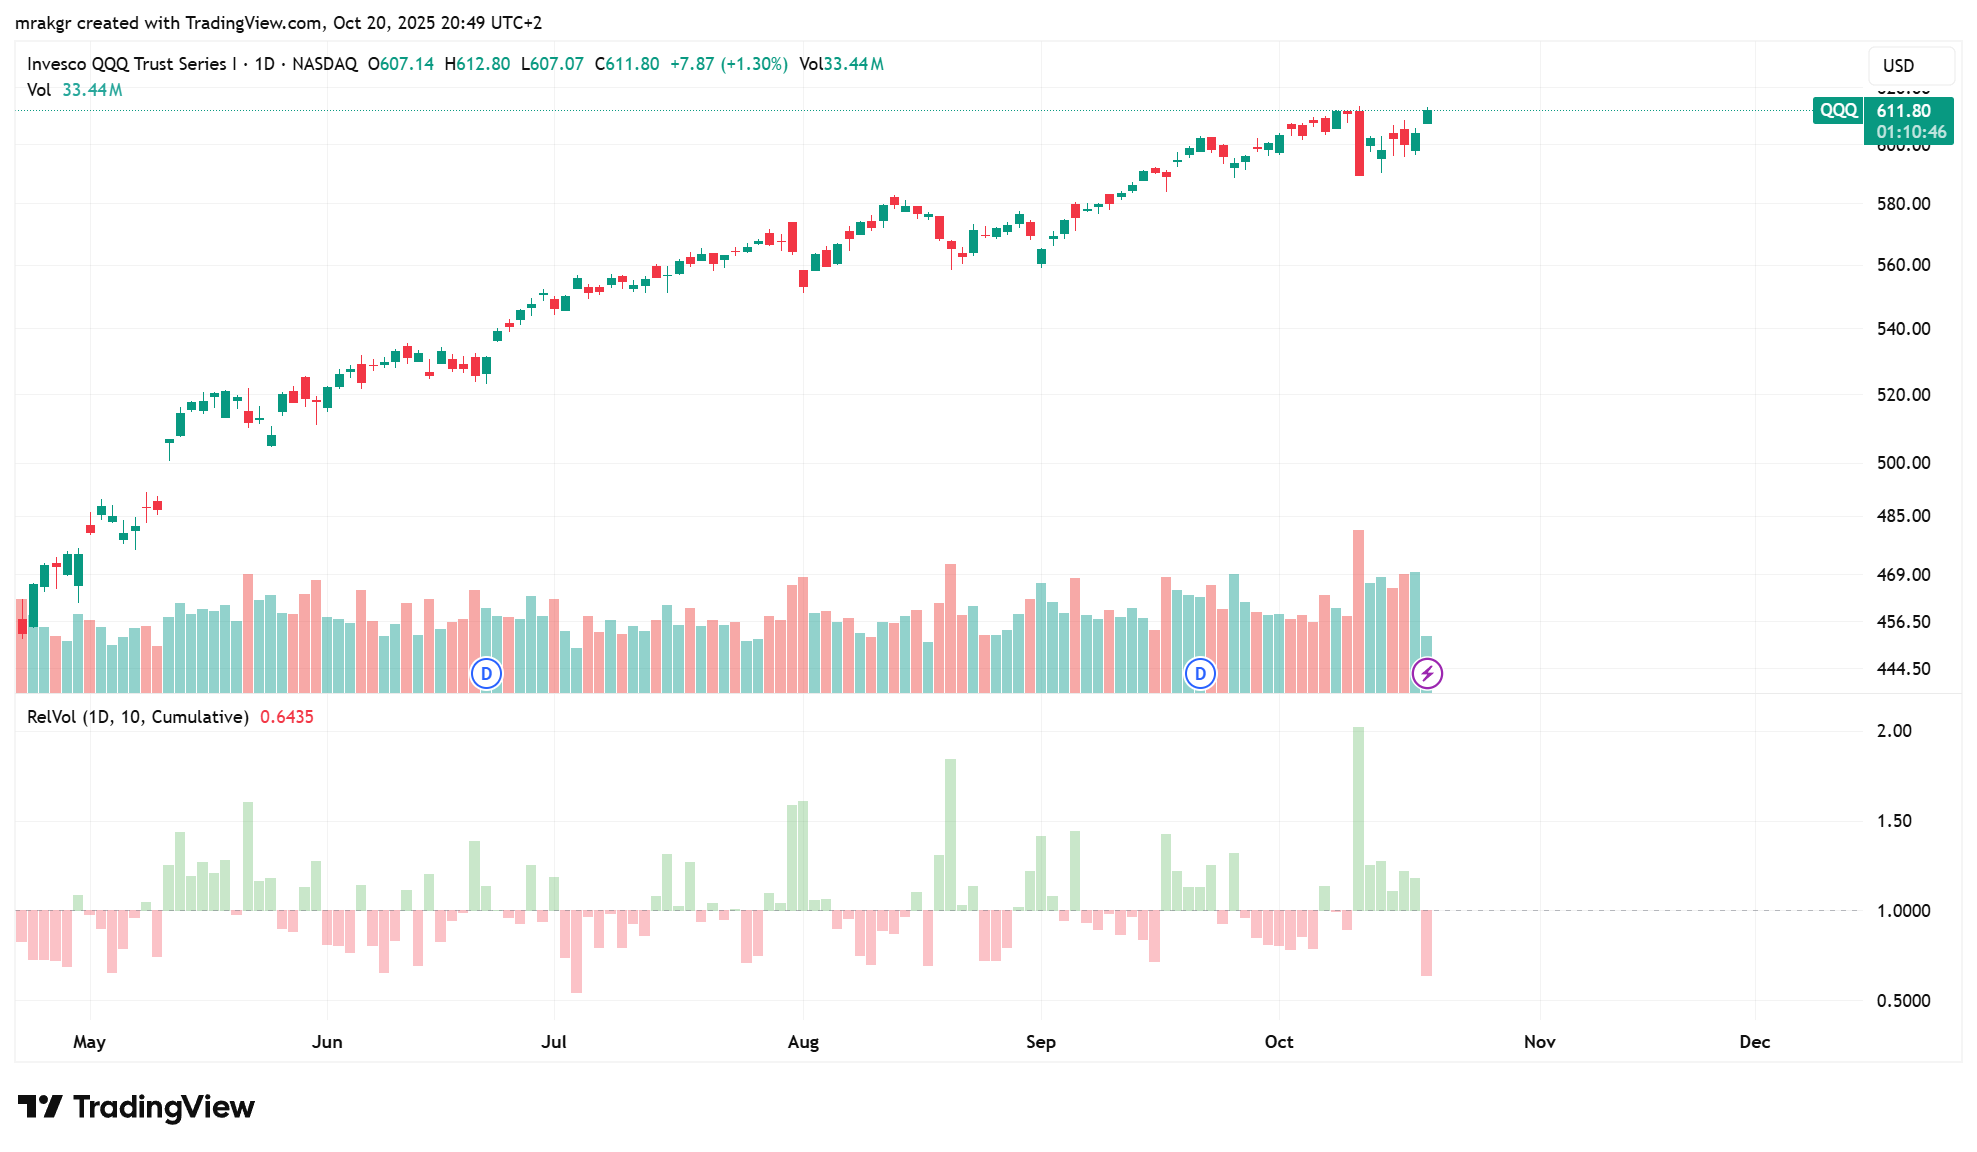 mrakgr created with TradingView.com, Oct 20, 2025 20:49 UTC+2
Invesco QQQ Trust Series I · 1D · NASDAQ O607.14 H612.80 L607.07 C611.80 +7.87 (+1.30%) Vol33.44M
Vol 33.44M
USD
QQQ 611.80
01:10:46
600.00
580.00
560.00
540.00
520.00
500.00
485.00
469.00
456.50
444.50
D D
RelVol (1D, 10, Cumulative) 0.6435
2.00
1.50
1.0000
0.5000
May Jun Jul Aug Sep Oct Nov Dec
TradingView